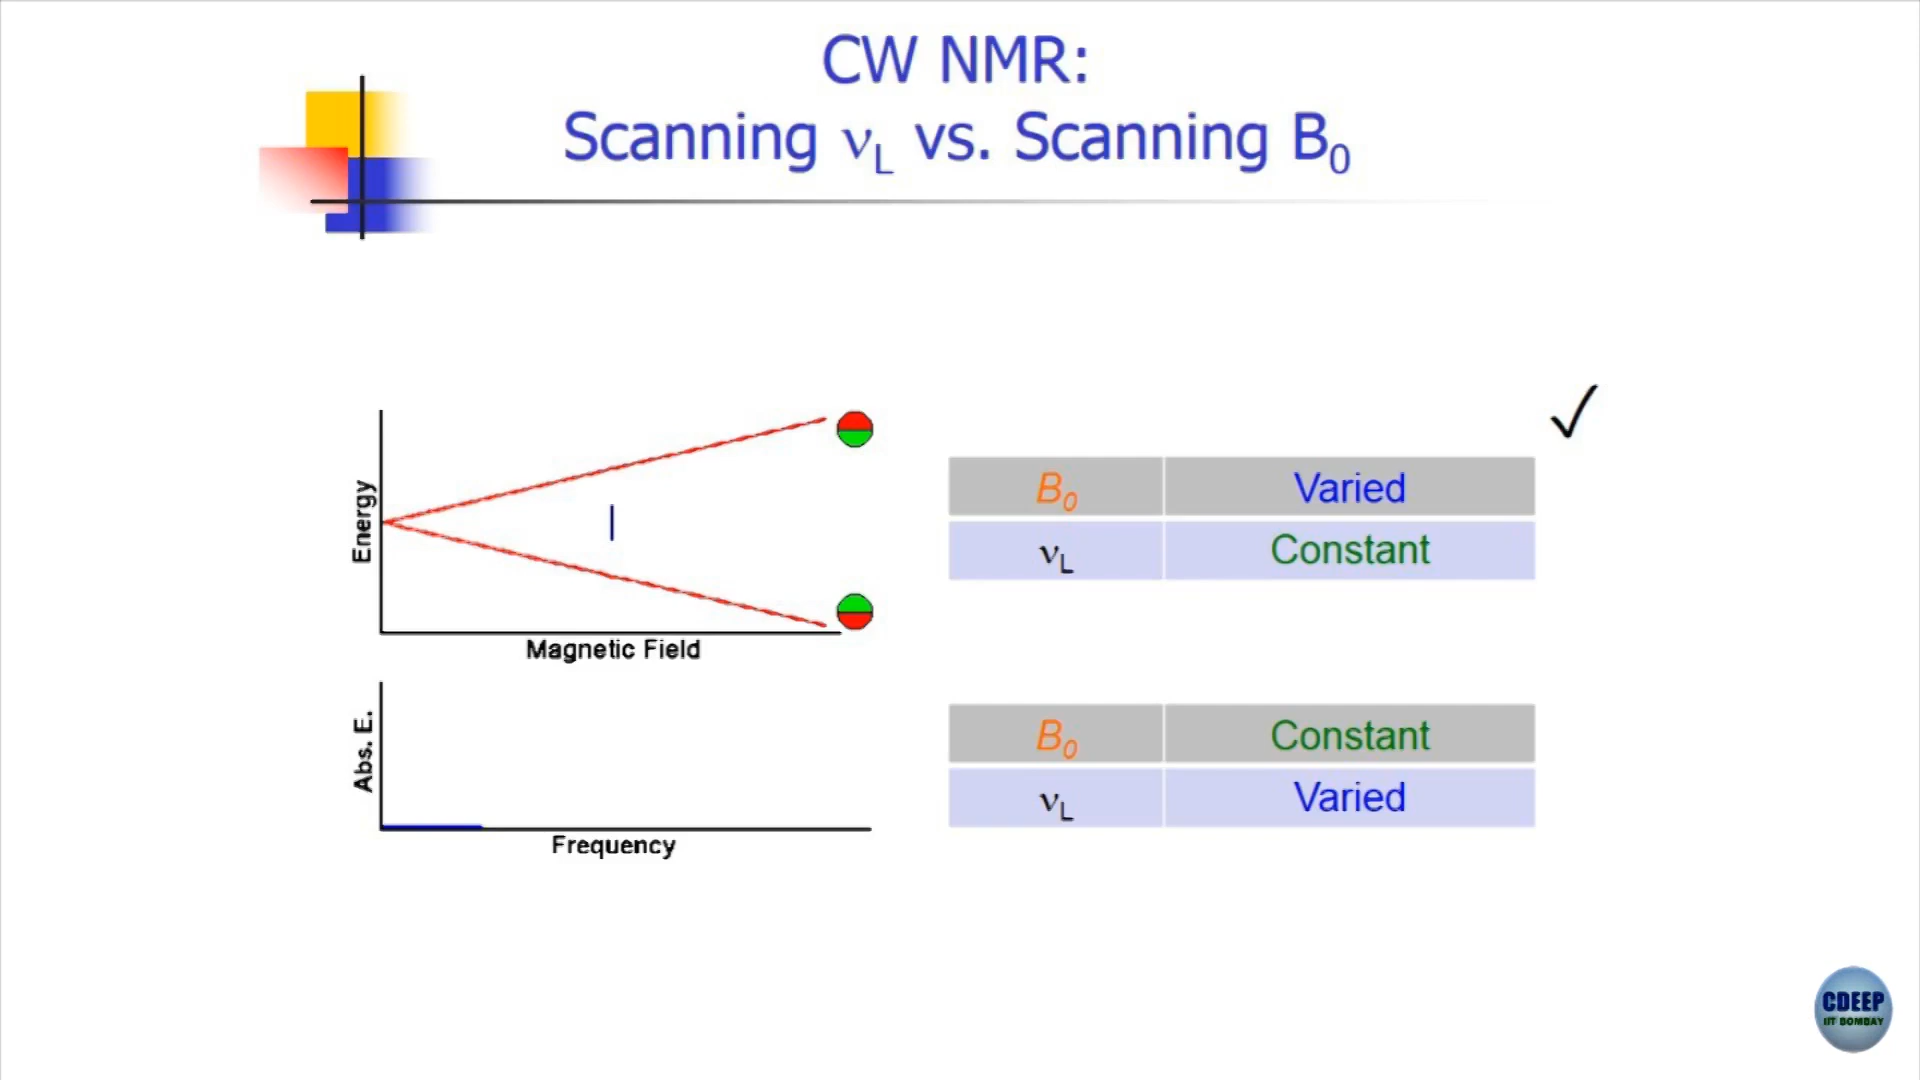 CW NMR:
Scanning νL vs. Scanning B0
Energy
Magnetic Field
B0 Varied
νL Constant
Abs. E.
Frequency
B0 Constant
νL Varied
CDEEP
IIT BOMBAY